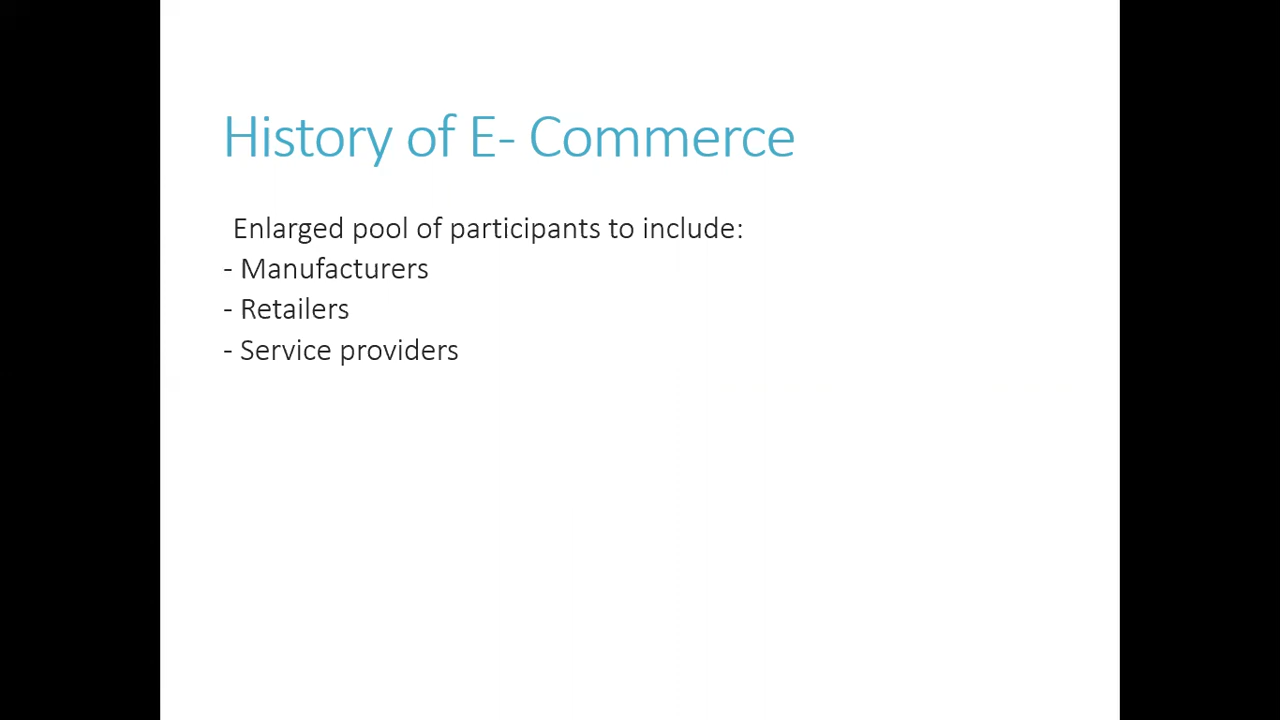 History of E- Commerce
Enlarged pool of participants to include:
- Manufacturers
- Retailers
- Service providers